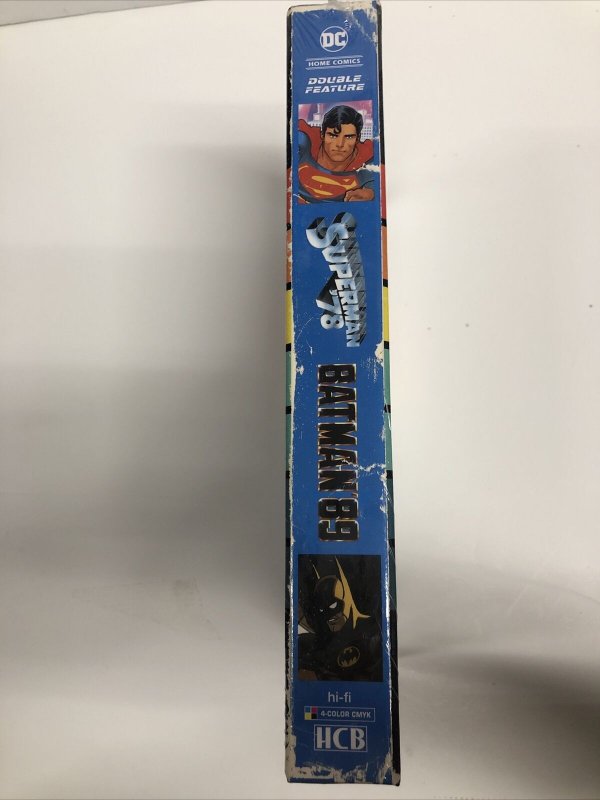 DC
HOME COMICS
DOUBLE
FEATURE
SUPERMAN
'78
BATMAN '89
hi-fi
4-COLOR CMYK
HCB